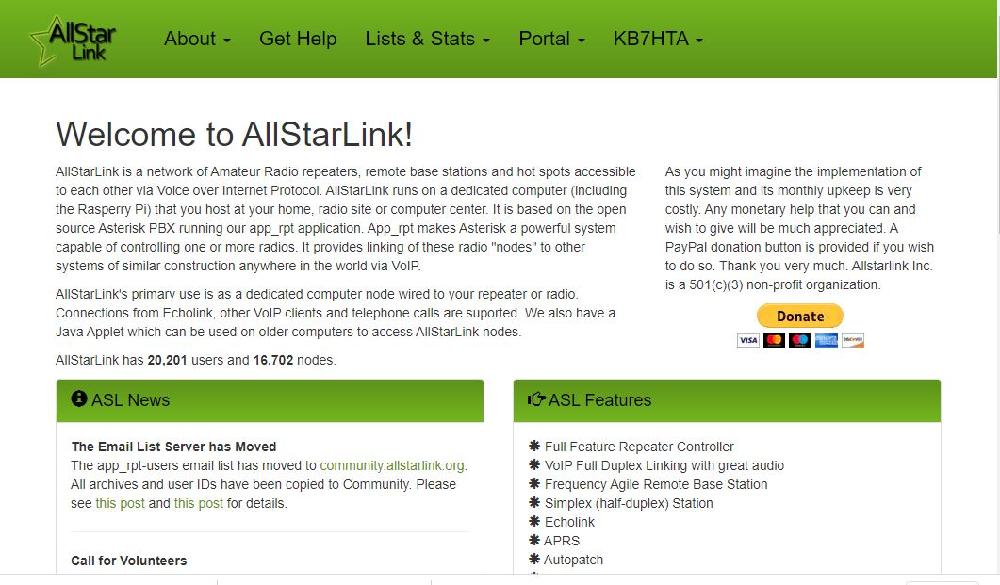 AllStar
Link
About
Get Help
Lists & Stats
Portal
KB7HTA
Welcome to AllStarLink!
AllStarLink is a network of Amateur Radio repeaters, remote base stations and hot spots accessible
to each other via Voice over Internet Protocol. AllStarLink runs on a dedicated computer (including
the Rasperry Pi) that you host at your home, radio site or computer center. It is based on the open
source Asterisk PBX running our app_rpt application. App_rpt makes Asterisk a powerful system
capable of controlling one or more radios. It provides linking of these radio "nodes" to other
systems of similar construction anywhere in the world via VoIP.
AllStarLink's primary use is as a dedicated computer node wired to your repeater or radio.
Connections from Echolink, other VoIP clients and telephone calls are suported. We also have a
Java Applet which can be used on older computers to access AllStarLink nodes.
AllStarLink has 20,201 users and 16,702 nodes.
As you might imagine the implementation of
this system and its monthly upkeep is very
costly. Any monetary help that you can and
wish to give will be much appreciated. A
PayPal donation button is provided if you wish
to do so. Thank you very much. Allstarlink Inc.
is a 501(c)(3) non-profit organization.
Donate
VISA
DISCOVER
ASL News
The Email List Server has Moved
The app_rpt-users email list has moved to community.allstarlink.org.
All archives and user IDs have been copied to Community. Please
see this post and this post for details.
Call for Volunteers
ASL Features
✱ Full Feature Repeater Controller
✱ VoIP Full Duplex Linking with great audio
✱ Frequency Agile Remote Base Station
✱ Simplex (half-duplex) Station
✱ Echolink
✱ APRS
✱ Autopatch